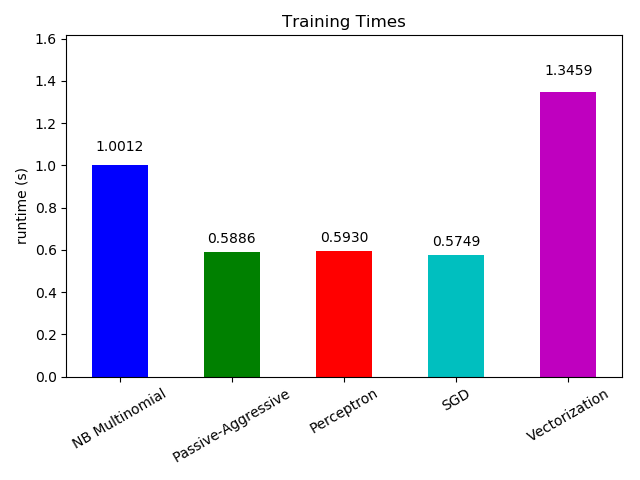 Training Times
runtime (s)
1.6
1.4
1.2
1.0
0.8
0.6
0.4
0.2
0.0
1.0012
0.5886
0.5930
0.5749
1.3459
NB Multinomial
Passive-Aggressive
Perceptron
SGD
Vectorization